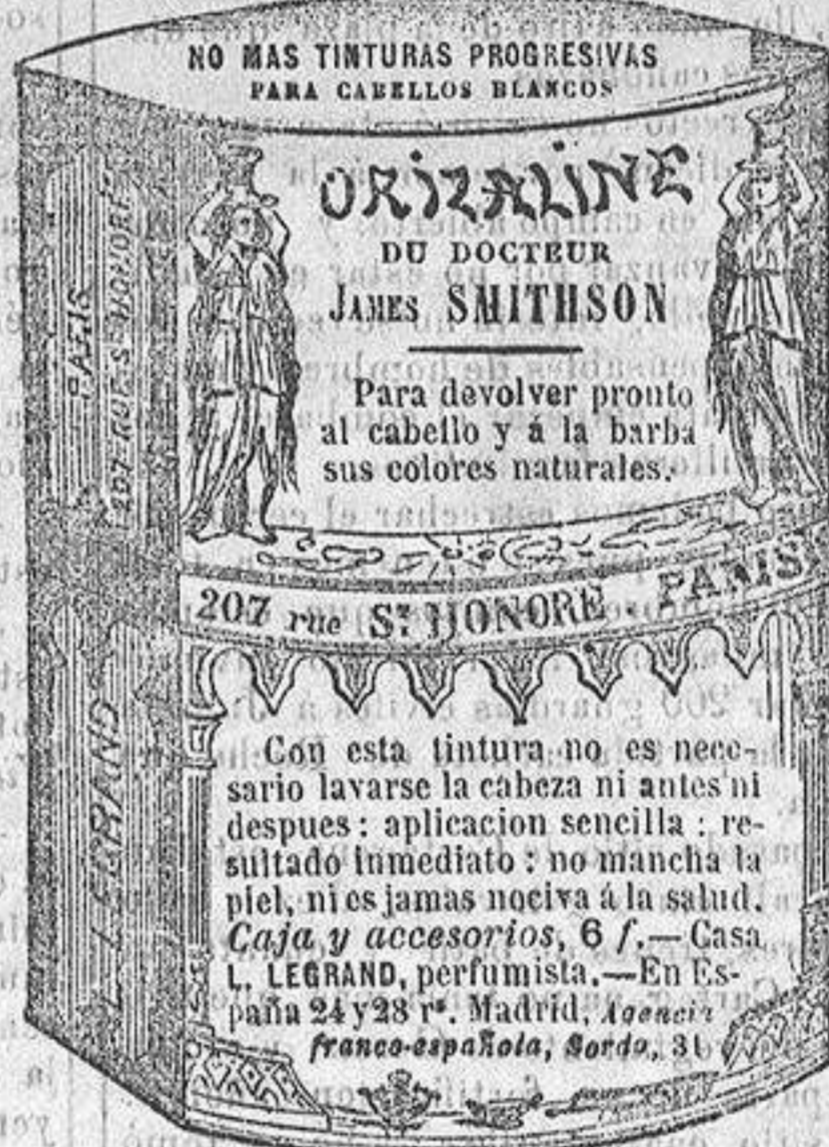 NO MAS TINTURAS PROGRESIVAS
PARA CABELLOS BLANCOS
ORIZALINE
DU DOCTEUR
JAMES SMITHSON
Para devolver pronto
al cabello y á la barba
sus colores naturales.
207 rue St. HONORE PARIS
PARIS
207 RUE S. HONORÉ
L. LEGRAND
Con esta tintura no es nece-
sario lavarse la cabeza ni antes ni
despues : aplicacion sencilla : re-
sultado inmediato : no mancha la
piel, ni es jamas nociva á la salud.
Caja y accesorios, 6 f.—Casa
L. LEGRAND, perfumista.—En Es-
paña 24 y 28 rs. Madrid, Agencia
franco-española, Sordo, 31